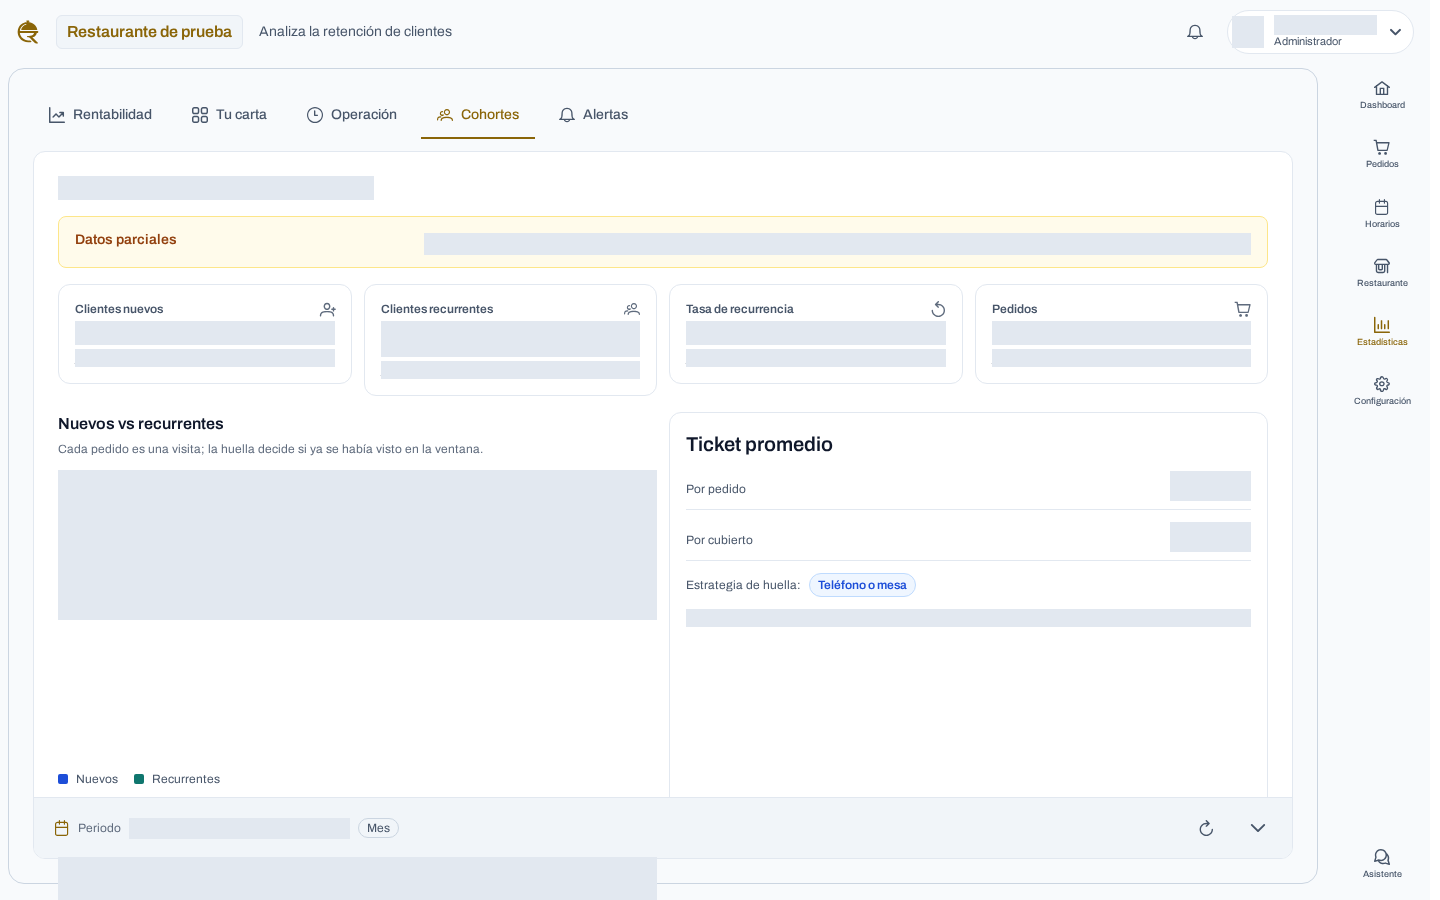 Restaurante de prueba
Analiza la retención de clientes
Administrador
Rentabilidad
Tu carta
Operación
Cohortes
Alertas
Dashboard
Pedidos
Horarios
Restaurante
Estadísticas
Configuración
Asistente
Datos parciales
Clientes nuevos
Clientes recurrentes
Tasa de recurrencia
Pedidos
Nuevos vs recurrentes
Cada pedido es una visita; la huella decide si ya se había visto en la ventana.
Nuevos
Recurrentes
Ticket promedio
Por pedido
Por cubierto
Estrategia de huella:
Teléfono o mesa
Periodo
Mes